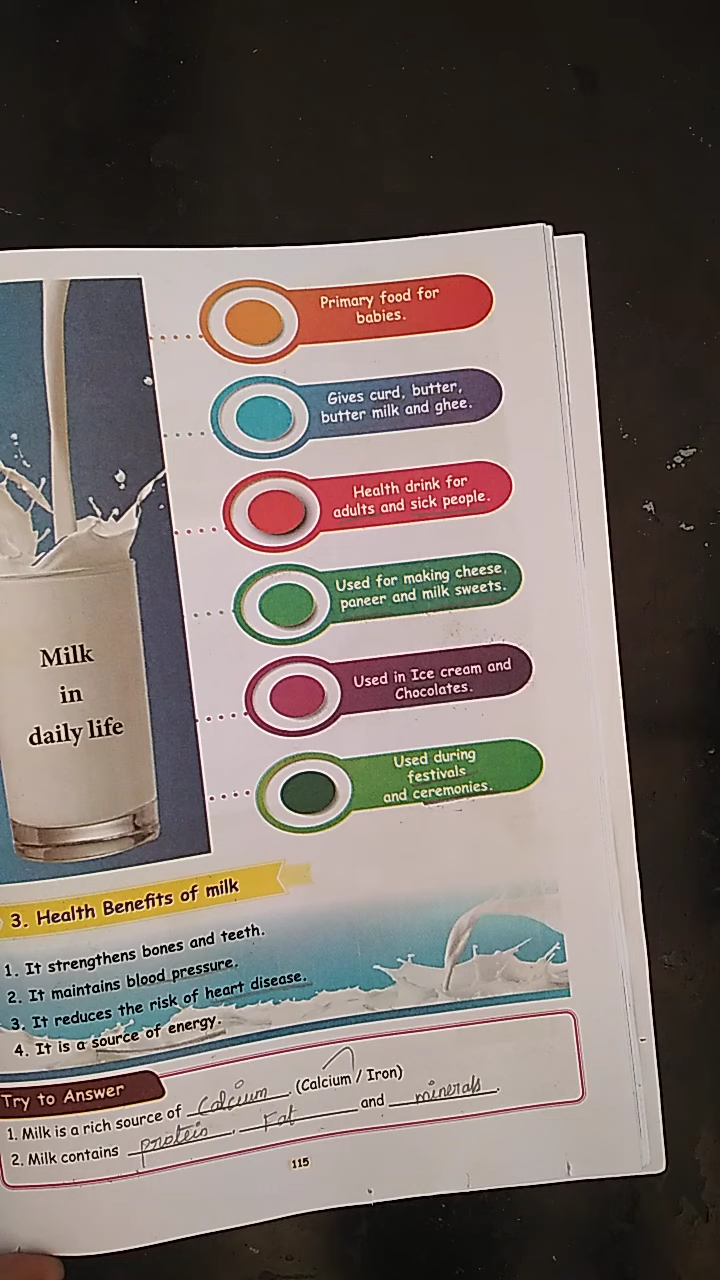 Primary food for
babies.
Gives curd, butter,
butter milk and ghee.
Health drink for
adults and sick people.
Used for making cheese,
paneer and milk sweets.
Used in Ice cream and
Chocolates.
Used during
festivals
and ceremonies.
Milk
in
daily life
3. Health Benefits of milk
1. It strengthens bones and teeth.
2. It maintains blood pressure.
3. It reduces the risk of heart disease.
4. It is a source of energy.
Try to Answer
1. Milk is a rich source of Calcium. (Calcium / Iron)
2. Milk contains protein, Fat and minerals.
115